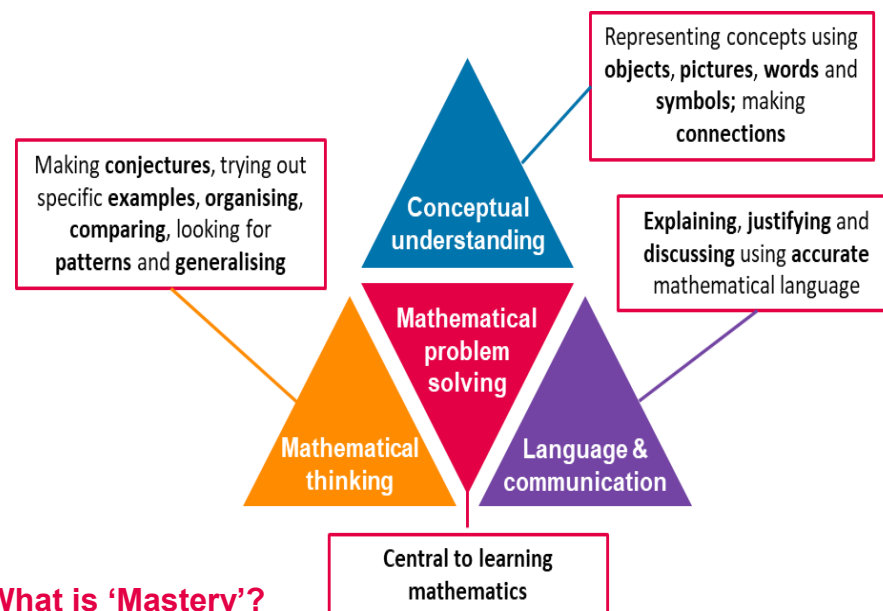 Representing concepts using
objects, pictures, words and
symbols; making
connections
Making conjectures, trying out
specific examples, organising,
comparing, looking for
patterns and generalising
Conceptual
understanding
Explaining, justifying and
discussing using accurate
mathematical language
Mathematical
problem
solving
Mathematical
thinking
Language &
communication
Central to learning
mathematics
What is ‘Mastery’?